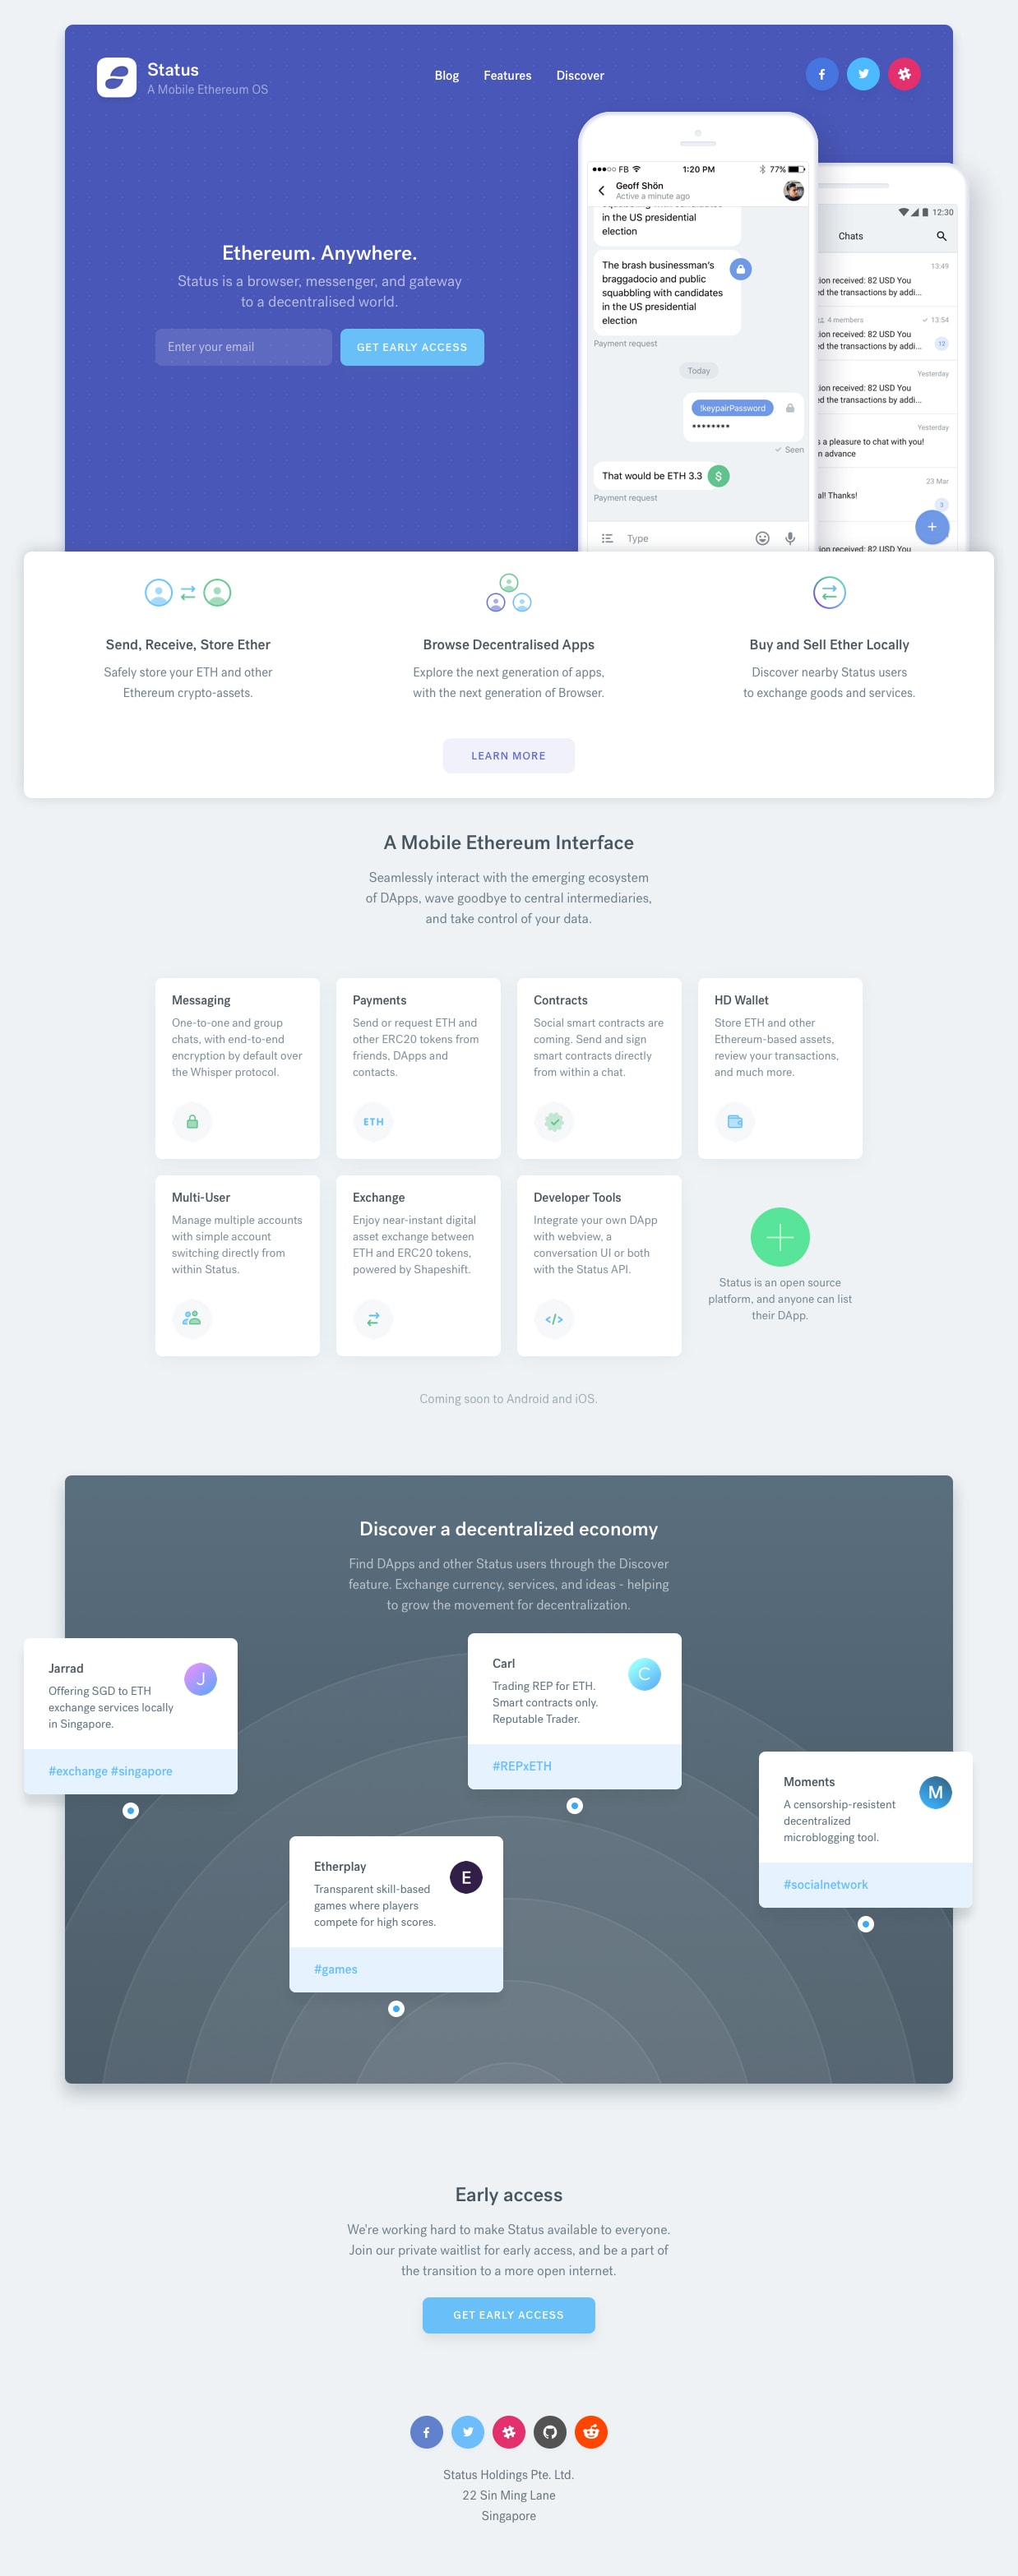 Status
A Mobile Ethereum OS
Blog Features Discover
Ethereum. Anywhere.
Status is a browser, messenger, and gateway
to a decentralised world.
Enter your email
GET EARLY ACCESS
FB 1:20 PM 77%
Geoff Shön
Active a minute ago
in the US presidential
election
The brash businessman's
braggadocio and public
squabbling with candidates
in the US presidential
election
Payment request
Today
!keypairPassword
********
Seen
That would be ETH 3.3 $
Payment request
Type
12:30
Chats
13:49
tion received: 82 USD You
ed the transactions by addi...
4 members 13:54
tion received: 82 USD You
ed the transactions by addi...
12
Yesterday
tion received: 82 USD You
ed the transactions by addi...
Yesterday
s a pleasure to chat with you!
n advance
23 Mar
al! Thanks!
3
+
ion received: 82 USD You
Send, Receive, Store Ether
Safely store your ETH and other
Ethereum crypto-assets.
Browse Decentralised Apps
Explore the next generation of apps,
with the next generation of Browser.
Buy and Sell Ether Locally
Discover nearby Status users
to exchange goods and services.
LEARN MORE
A Mobile Ethereum Interface
Seamlessly interact with the emerging ecosystem
of DApps, wave goodbye to central intermediaries,
and take control of your data.
Messaging
One-to-one and group
chats, with end-to-end
encryption by default over
the Whisper protocol.
Payments
Send or request ETH and
other ERC20 tokens from
friends, DApps and
contacts.
ETH
Contracts
Social smart contracts are
coming. Send and sign
smart contracts directly
from within a chat.
HD Wallet
Store ETH and other
Ethereum-based assets,
review your transactions,
and much more.
Multi-User
Manage multiple accounts
with simple account
switching directly from
within Status.
Exchange
Enjoy near-instant digital
asset exchange between
ETH and ERC20 tokens,
powered by Shapeshift.
Developer Tools
Integrate your own DApp
with webview, a
conversation UI or both
with the Status API.
</>
Status is an open source
platform, and anyone can list
their DApp.
Coming soon to Android and iOS.
Discover a decentralized economy
Find DApps and other Status users through the Discover
feature. Exchange currency, services, and ideas - helping
to grow the movement for decentralization.
Jarrad
J
Offering SGD to ETH
exchange services locally
in Singapore.
#exchange #singapore
Carl
C
Trading REP for ETH.
Smart contracts only.
Reputable Trader.
#REPxETH
Moments
M
A censorship-resistent
decentralized
microblogging tool.
#socialnetwork
Etherplay
E
Transparent skill-based
games where players
compete for high scores.
#games
Early access
We're working hard to make Status available to everyone.
Join our private waitlist for early access, and be a part of
the transition to a more open internet.
GET EARLY ACCESS
Status Holdings Pte. Ltd.
22 Sin Ming Lane
Singapore